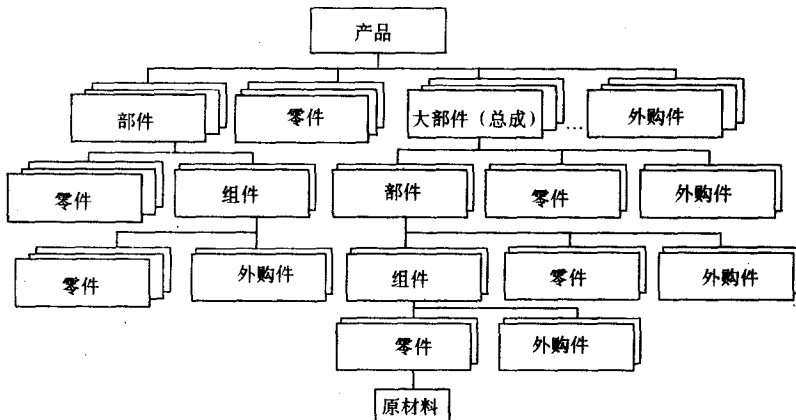 产品
部件 零件 大部件（总成） … 外购件
零件 组件 部件 零件 外购件
零件 外购件 组件 零件 外购件
零件 外购件
原材料